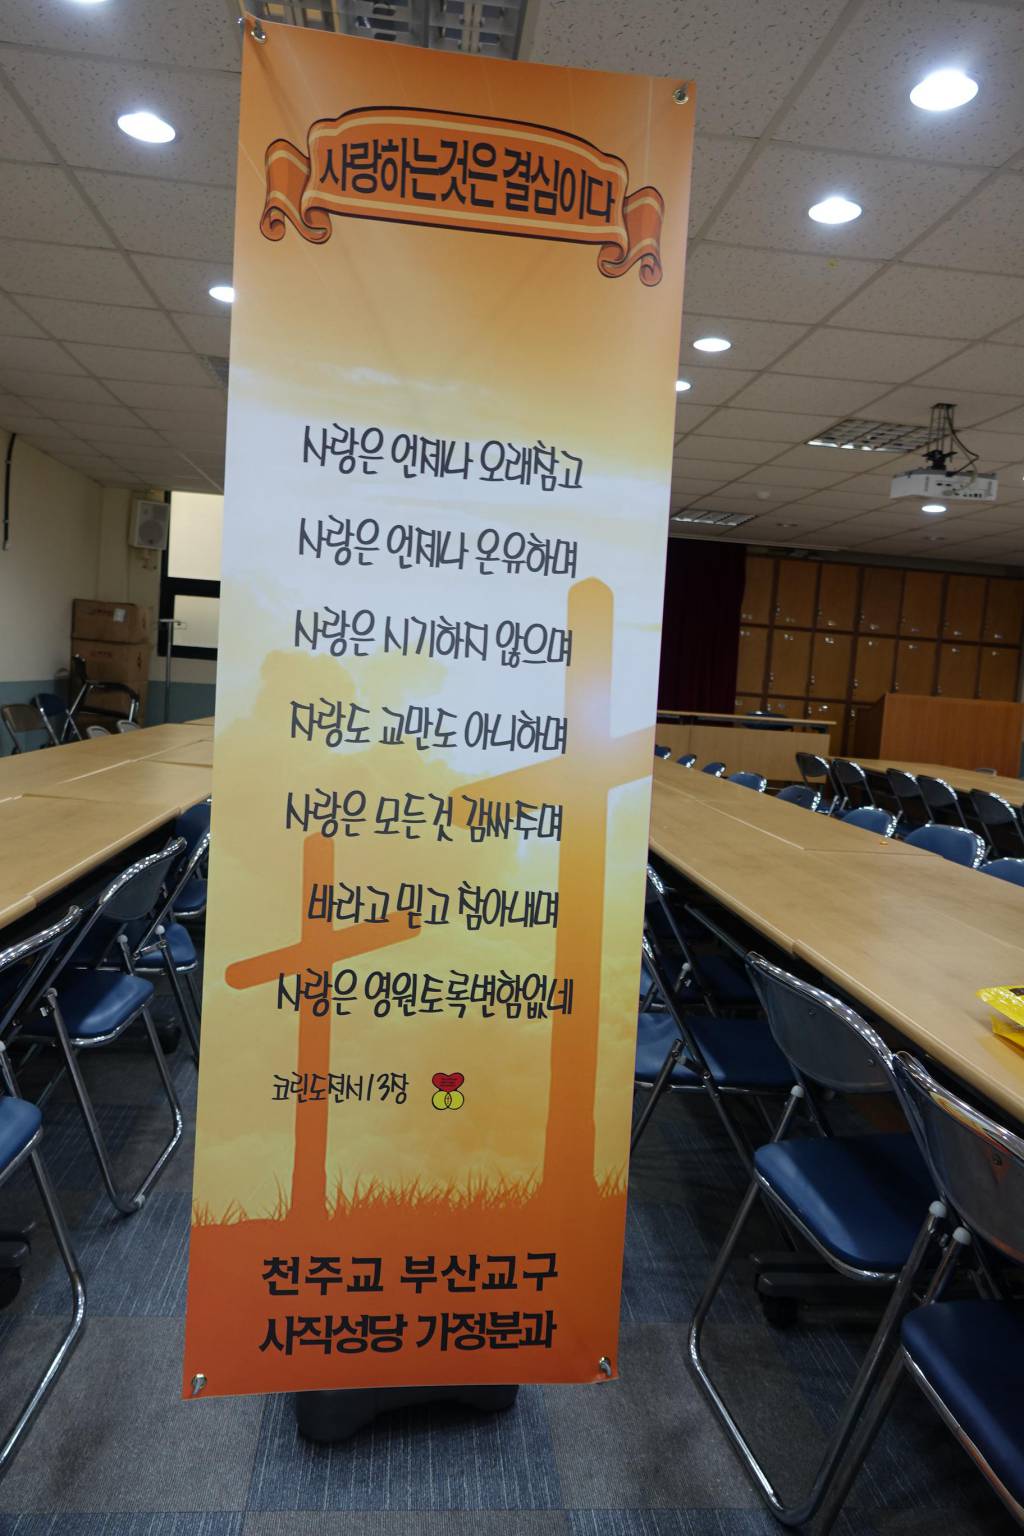 사랑하는것은 결심이다
사랑은 언제나 오래참고
사랑은 언제나 온유하며
사랑은 시기하지 않으며
자랑도 교만도 아니하며
사랑은 모든것 감싸주며
바라고 믿고 참아내며
사랑은 영원토록변함없네
코린도전서13장
천주교 부산교구
사직성당 가정분과